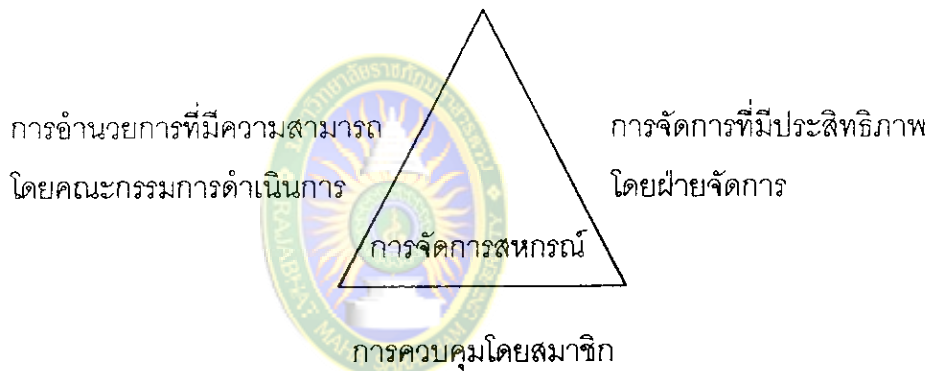 การอำนวยการที่มีความสามารถ
โดยคณะกรรมการดำเนินการ
การจัดการที่มีประสิทธิภาพ
โดยฝ่ายจัดการ
การจัดการสหกรณ์
การควบคุมโดยสมาชิก
RAJABHAT MAHA SARAKHAM UNIVERSITY